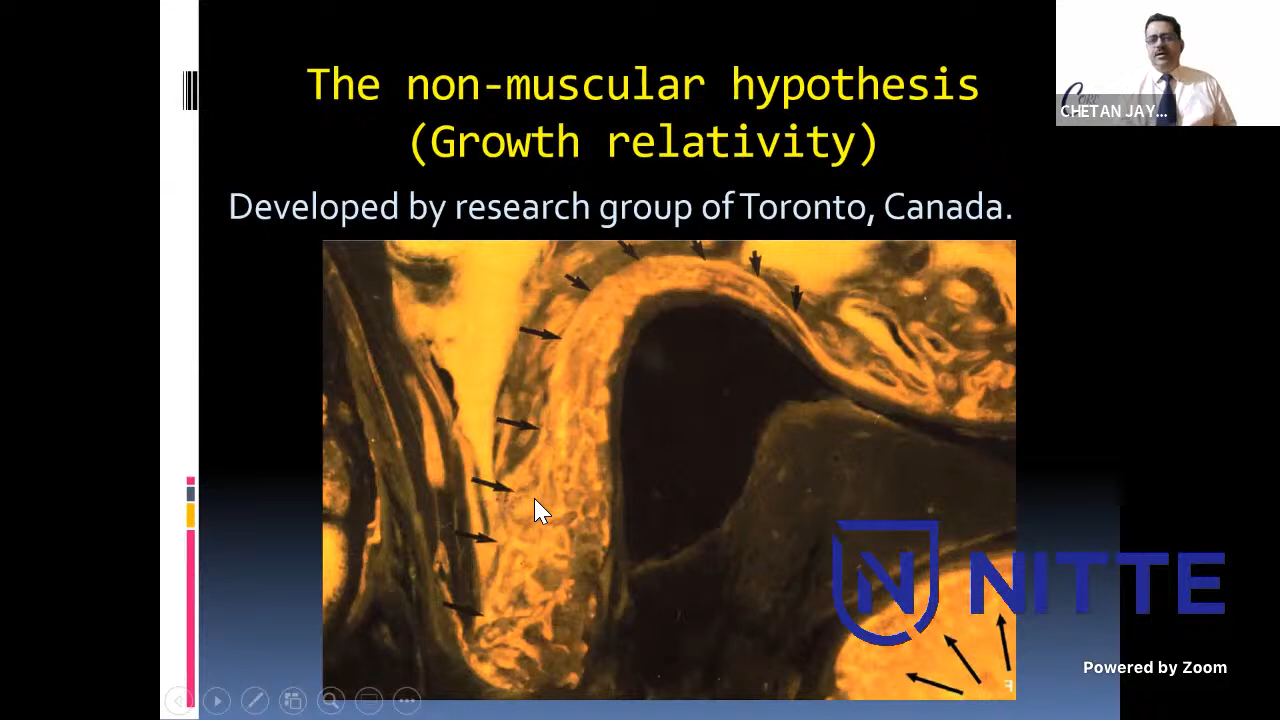 The non-muscular hypothesis
(Growth relativity)
Developed by research group of Toronto, Canada.
CHETAN JAY...
N NITTE
Powered by Zoom